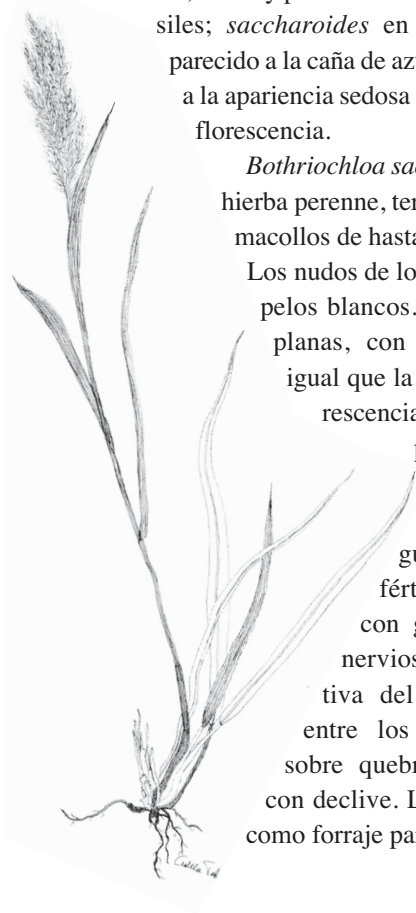 siles; saccharoides en
parecido a la caña de az
a la apariencia sedosa
florescencia.
Bothriochloa sac
hierba perenne, ter
macollos de hasta
Los nudos de lo
pelos blancos.
planas, con
igual que la
rescencia
gu
fért
con g
nervios
tiva del
entre los
sobre queb
con declive. L
como forraje pa